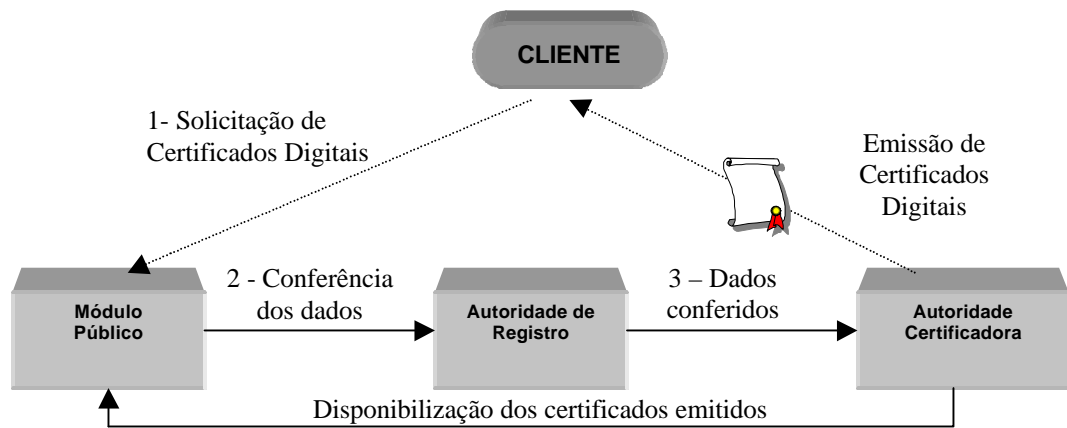 CLIENTE
1- Solicitação de
Certificados Digitais
Emissão de
Certificados
Digitais
2 - Conferência
dos dados
3 – Dados
conferidos
Módulo
Público
Autoridade de
Registro
Autoridade
Certificadora
Disponibilização dos certificados emitidos